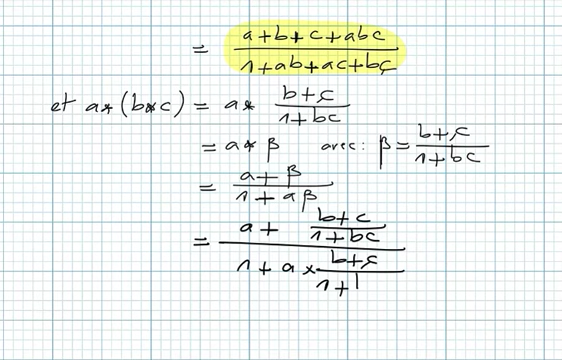 = (a+b+c+abc)/(1+ab+ac+bc)
et a*(b*c) = a* (b+c)/(1+bc)
= a*β avec: β = (b+c)/(1+bc)
= (a+β)/(1+aβ)
= (a + (b+c)/(1+bc))/(1 + a × (b+c)/(1+b